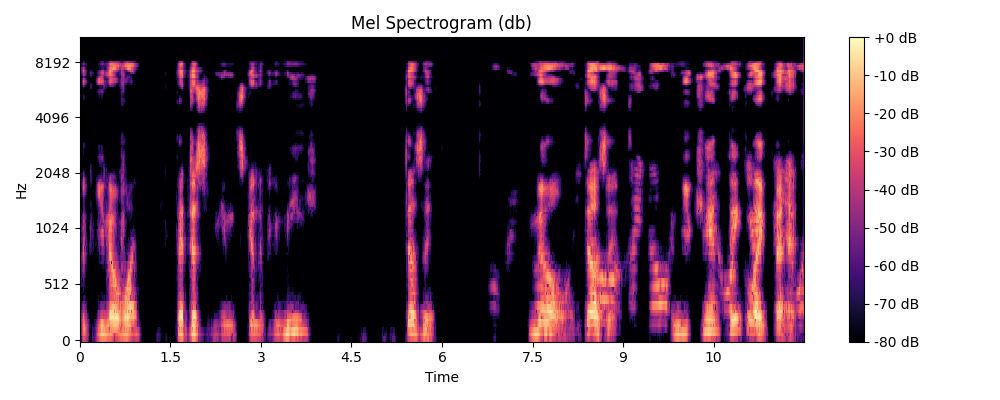 Mel Spectrogram (db)
+0 dB
8192
-10 dB
4096
-20 dB
-30 dB
2048
Hz
-40 dB
1024
-50 dB
-60 dB
512
-70 dB
0
-80 dB
0 1.5 3 4.5 6 7.5 9 10
Time